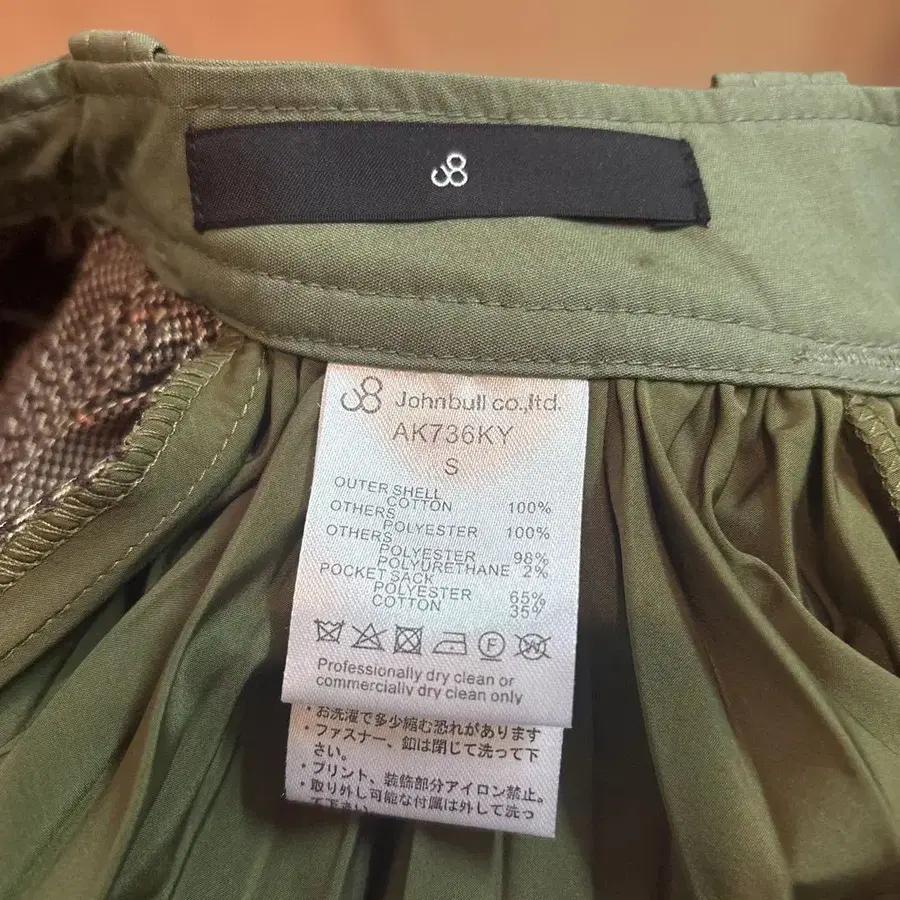 Johnbull co.,ltd.
AK736KY
S
OUTER SHELL
COTTON 100%
OTHERS
POLYESTER 100%
OTHERS
POLYESTER 98%
POLYURETHANE 2%
POCKET SACK
POLYESTER 65%
COTTON 35%
F
W
Professionally dry clean or
commercially dry clean only
・お洗濯で多少縮む恐れがあります
・ファスナー、釦は閉じて洗って下
さい。
・プリント、装飾部分アイロン禁止。
・取り外し可能な付属は外して洗っ
て下さい